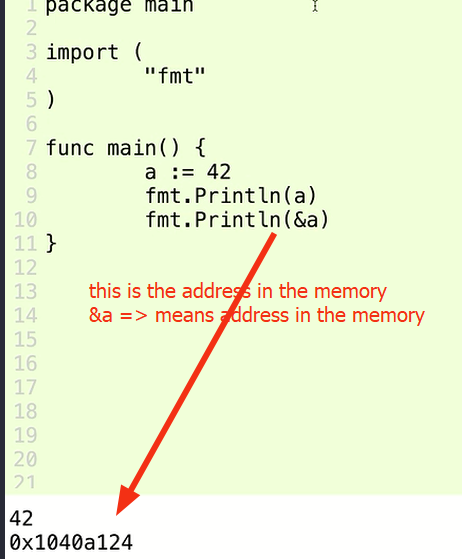 1 package main
2
3 import (
4 "fmt"
5 )
6
7 func main() {
8 a := 42
9 fmt.Println(a)
10 fmt.Println(&a)
11 }
12
13 this is the address in the memory
14 &a => means address in the memory
15
16
17
18
19
20
21
42
0x1040a124